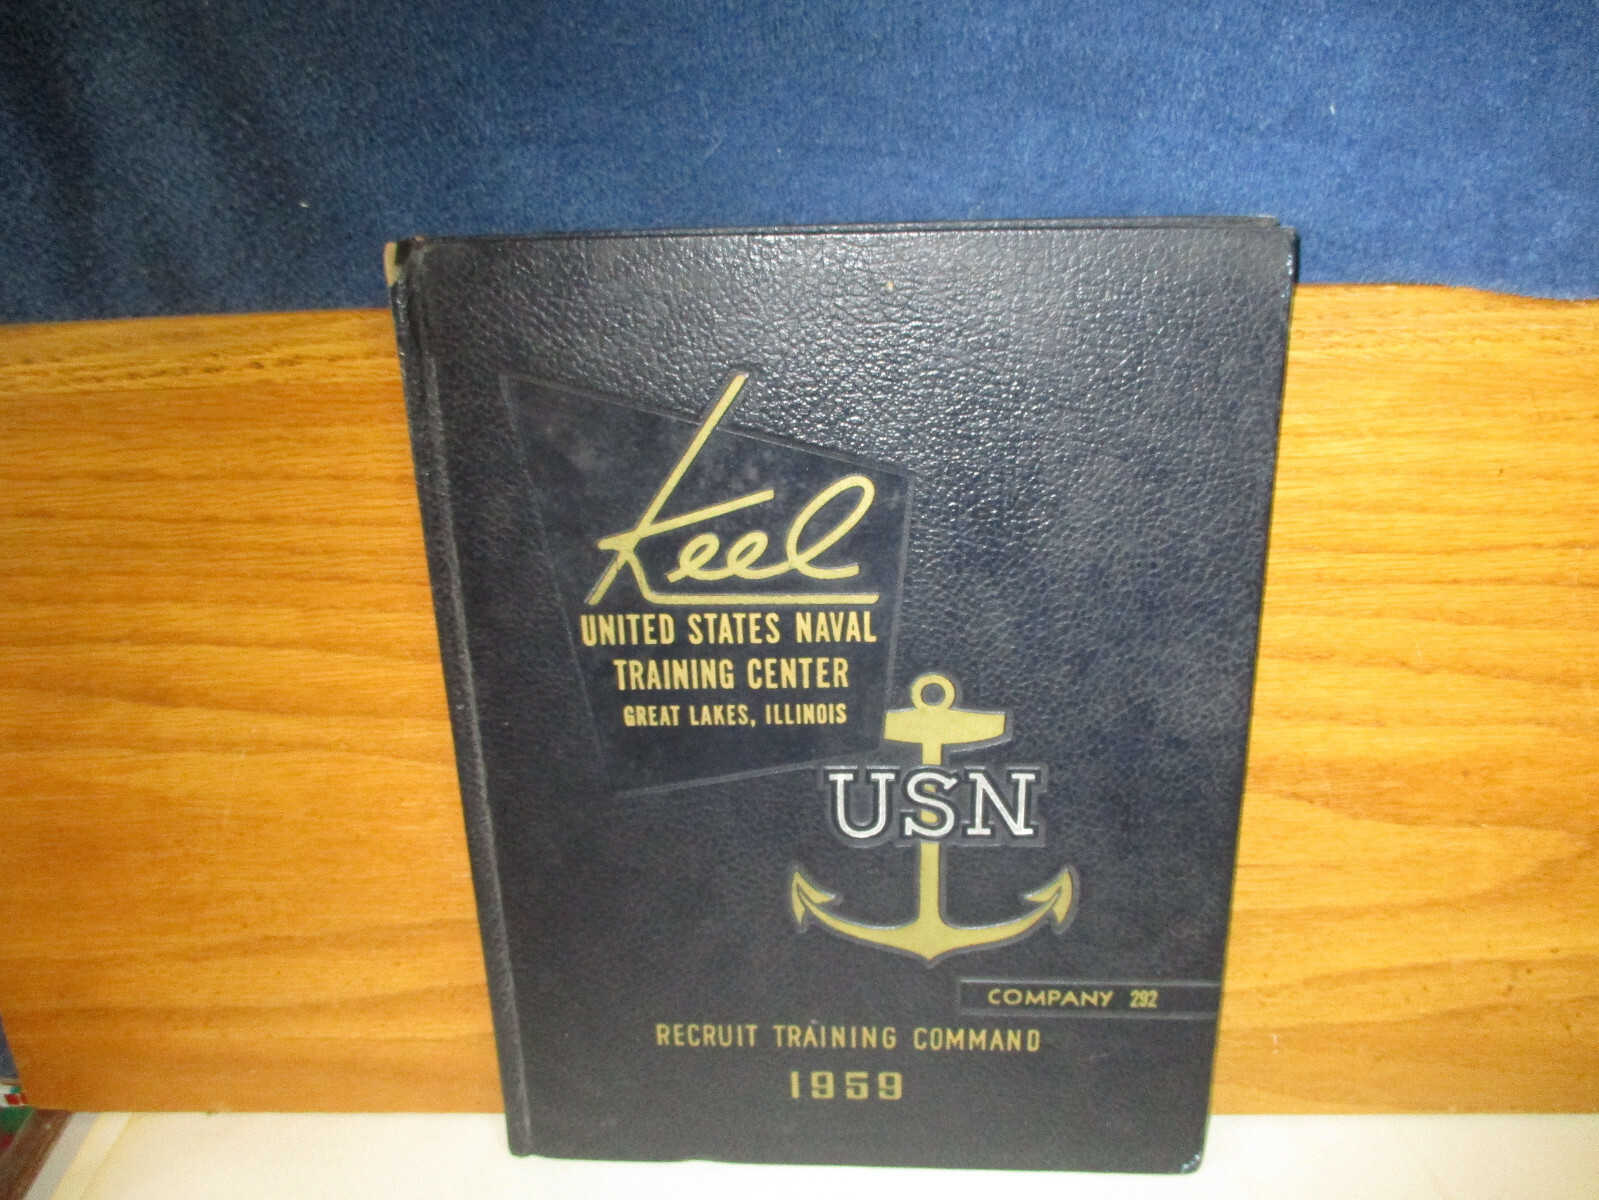 Keel
UNITED STATES NAVAL
TRAINING CENTER
GREAT LAKES, ILLINOIS
USN
COMPANY 292
RECRUIT TRAINING COMMAND
1959